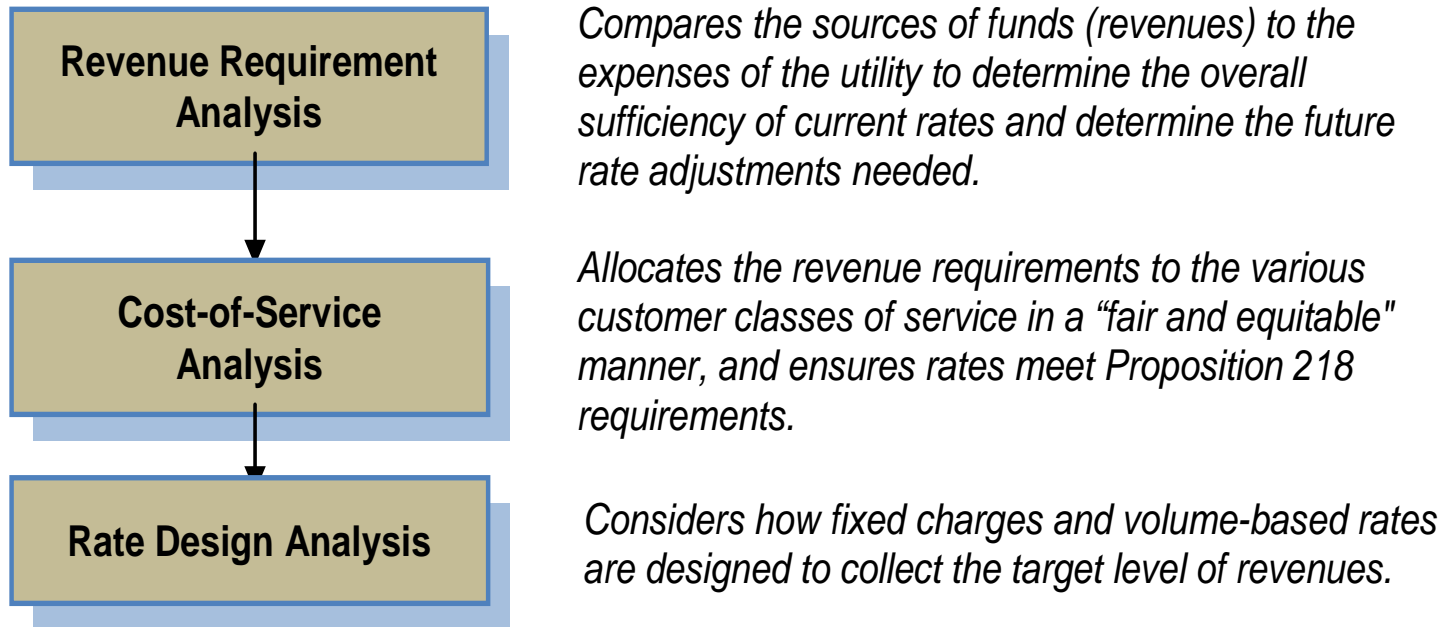 Revenue Requirement
Analysis
Compares the sources of funds (revenues) to the
expenses of the utility to determine the overall
sufficiency of current rates and determine the future
rate adjustments needed.
Cost-of-Service
Analysis
Allocates the revenue requirements to the various
customer classes of service in a “fair and equitable"
manner, and ensures rates meet Proposition 218
requirements.
Rate Design Analysis
Considers how fixed charges and volume-based rates
are designed to collect the target level of revenues.